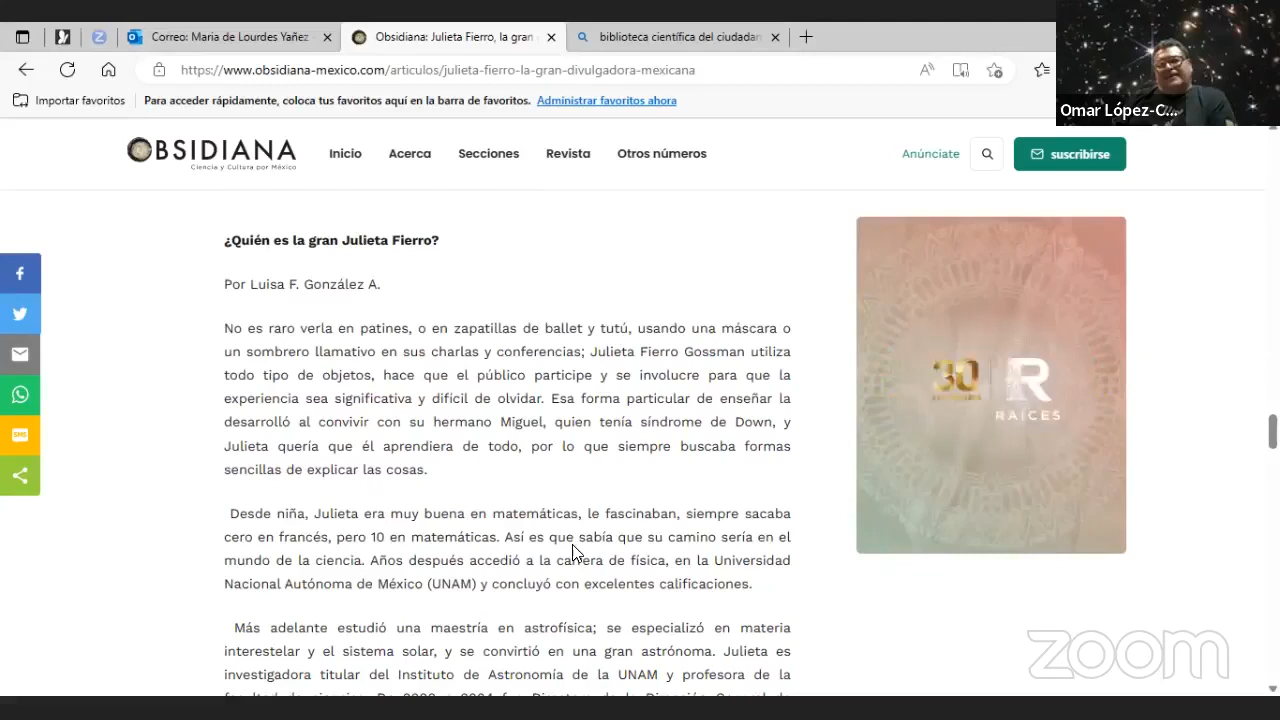 Correo: Maria de Lourdes Yañez -
Obsidiana: Julieta Fierro, la gran
biblioteca científica del ciudadan
https://www.obsidiana-mexico.com/articulos/julieta-fierro-la-gran-divulgadora-mexicana
Importar favoritos
Para acceder rápidamente, coloca tus favoritos aquí en la barra de favoritos. Administrar favoritos ahora
Omar López-C...
OBSIDIANA
Ciencia y Cultura por México
Inicio Acerca Secciones Revista Otros números
Anúnciate
suscribirse
¿Quién es la gran Julieta Fierro?
Por Luisa F. González A.
No es raro verla en patines, o en zapatillas de ballet y tutú, usando una máscara o
un sombrero llamativo en sus charlas y conferencias; Julieta Fierro Gossman utiliza
todo tipo de objetos, hace que el público participe y se involucre para que la
experiencia sea significativa y difícil de olvidar. Esa forma particular de enseñar la
desarrolló al convivir con su hermano Miguel, quien tenía síndrome de Down, y
Julieta quería que él aprendiera de todo, por lo que siempre buscaba formas
sencillas de explicar las cosas.
Desde niña, Julieta era muy buena en matemáticas, le fascinaban, siempre sacaba
cero en francés, pero 10 en matemáticas. Así es que sabía que su camino sería en el
mundo de la ciencia. Años después accedió a la carrera de física, en la Universidad
Nacional Autónoma de México (UNAM) y concluyó con excelentes calificaciones.
Más adelante estudió una maestría en astrofísica; se especializó en materia
interestelar y el sistema solar, y se convirtió en una gran astrónoma. Julieta es
investigadora titular del Instituto de Astronomía de la UNAM y profesora de la
30
R
RAÍCES
SMS
zoom